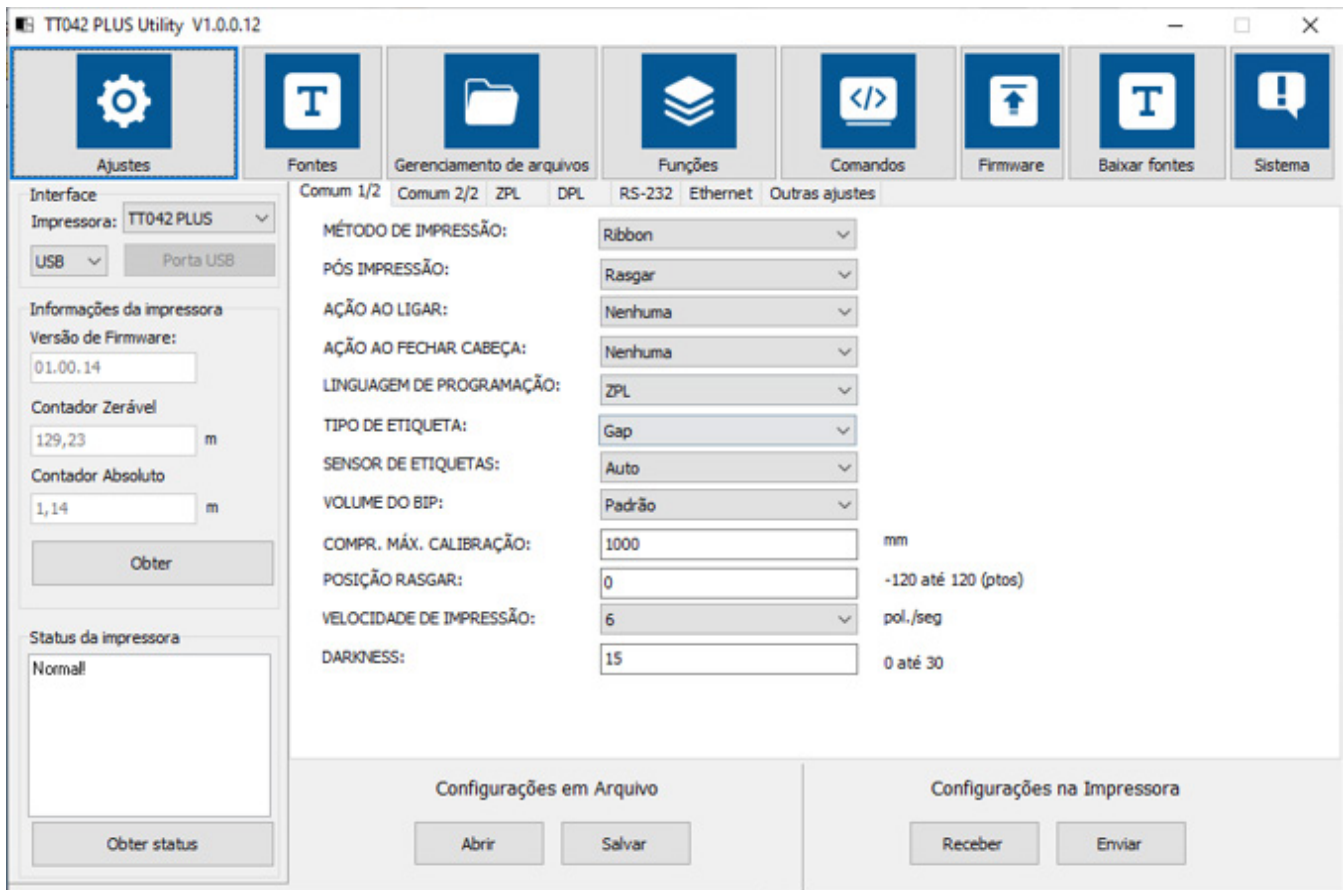 TT042 PLUS Utility V1.0.0.12
Ajustes
Fontes
Gerenciamento de arquivos
Funções
Comandos
Firmware
Baixar fontes
Sistema
Interface
Impressora: TT042 PLUS
USB Porta USB
Informações da impressora
Versão de Firmware:
01.00.14
Contador Zerável
129,23 m
Contador Absoluto
1,14 m
Obter
Status da impressora
Normal!
Obter status
Comum 1/2 Comum 2/2 ZPL DPL RS-232 Ethernet Outras ajustes
MÉTODO DE IMPRESSÃO: Ribbon
PÓS IMPRESSÃO: Rasgar
AÇÃO AO LIGAR: Nenhuma
AÇÃO AO FECHAR CABEÇA: Nenhuma
LINGUAGEM DE PROGRAMAÇÃO: ZPL
TIPO DE ETIQUETA: Gap
SENSOR DE ETIQUETAS: Auto
VOLUME DO BIP: Padrão
COMPR. MÁX. CALIBRAÇÃO: 1000 mm
POSIÇÃO RASGAR: 0 -120 até 120 (ptos)
VELOCIDADE DE IMPRESSÃO: 6 pol./seg
DARKNESS: 15 0 até 30
Configurações em Arquivo
Abrir Salvar
Configurações na Impressora
Receber Enviar